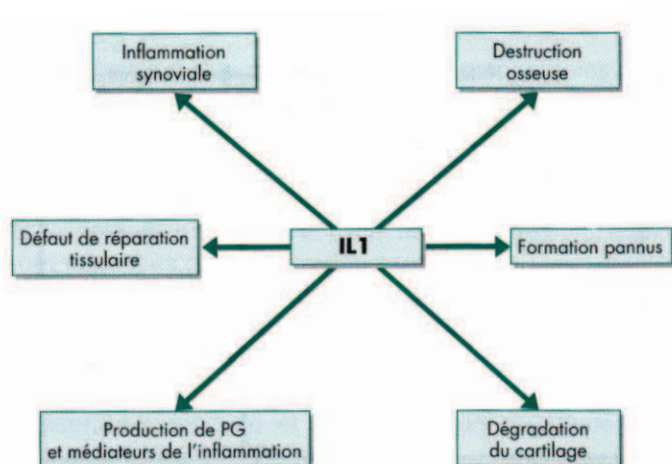 Inflammation
synoviale
Destruction
osseuse
Défaut de réparation
tissulaire
IL1
Formation pannus
Production de PG
et médiateurs de l'inflammation
Dégradation
du cartilage